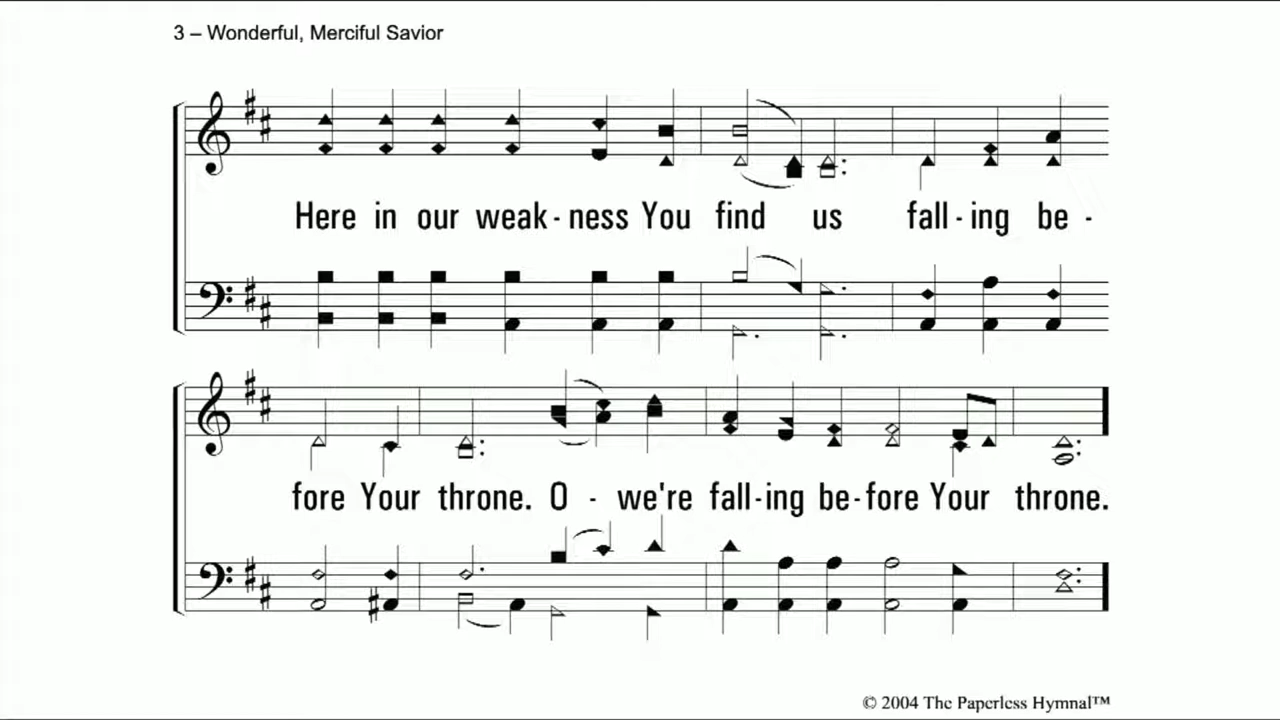 3 – Wonderful, Merciful Savior
Here in our weak - ness You find us fall - ing be -
fore Your throne. O - we're fall - ing be - fore Your throne.
© 2004 The Paperless Hymnal™